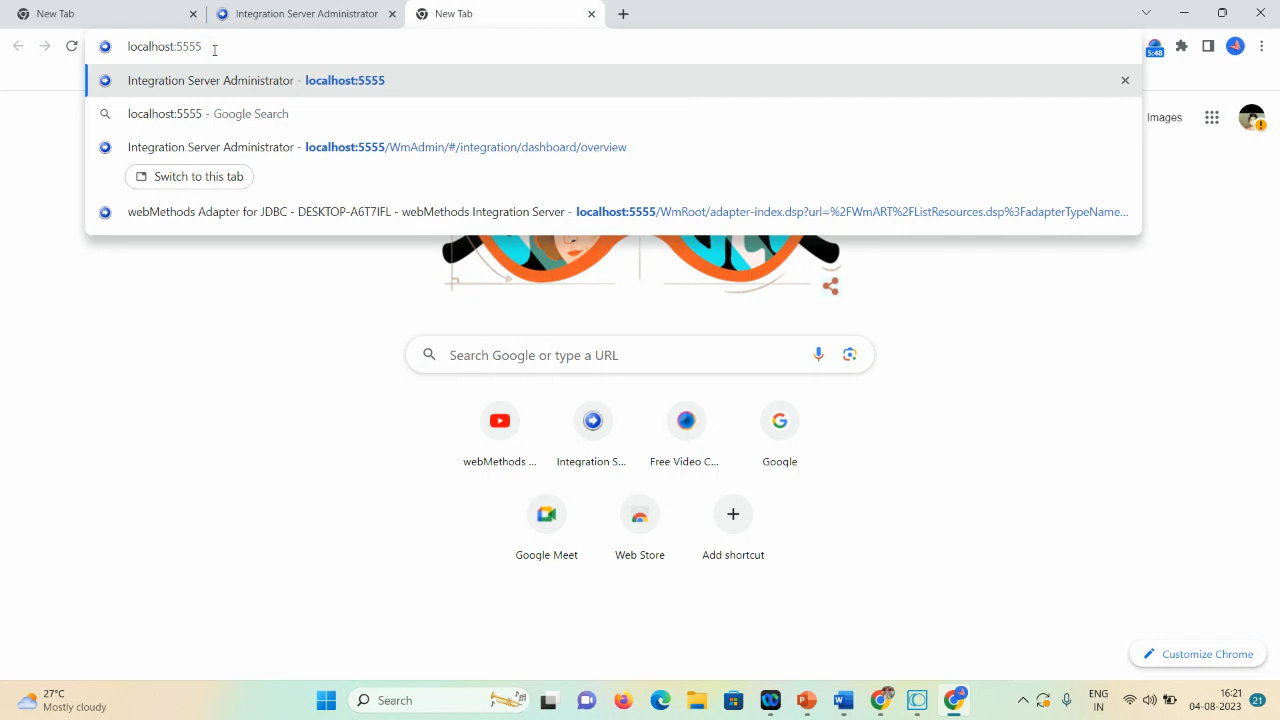 New Tab
Integration Server Administrator
New Tab
localhost:5555
5:48
Integration Server Administrator - localhost:5555
localhost:5555 - Google Search
Integration Server Administrator - localhost:5555/WmAdmin/#/integration/dashboard/overview
Images
Switch to this tab
webMethods Adapter for JDBC - DESKTOP-A6T7IFL - webMethods Integration Server - localhost:5555/WmRoot/adapter-index.dsp?url=%2FWmART%2FListResources.dsp%3FadapterTypeName...
Search Google or type a URL
webMethods ...
Integration S...
Free Video C...
Google
Google Meet
Web Store
Add shortcut
Customize Chrome
27°C
Mostly cloudy
Search
ENG
IN
16:21
04-08-2023
21